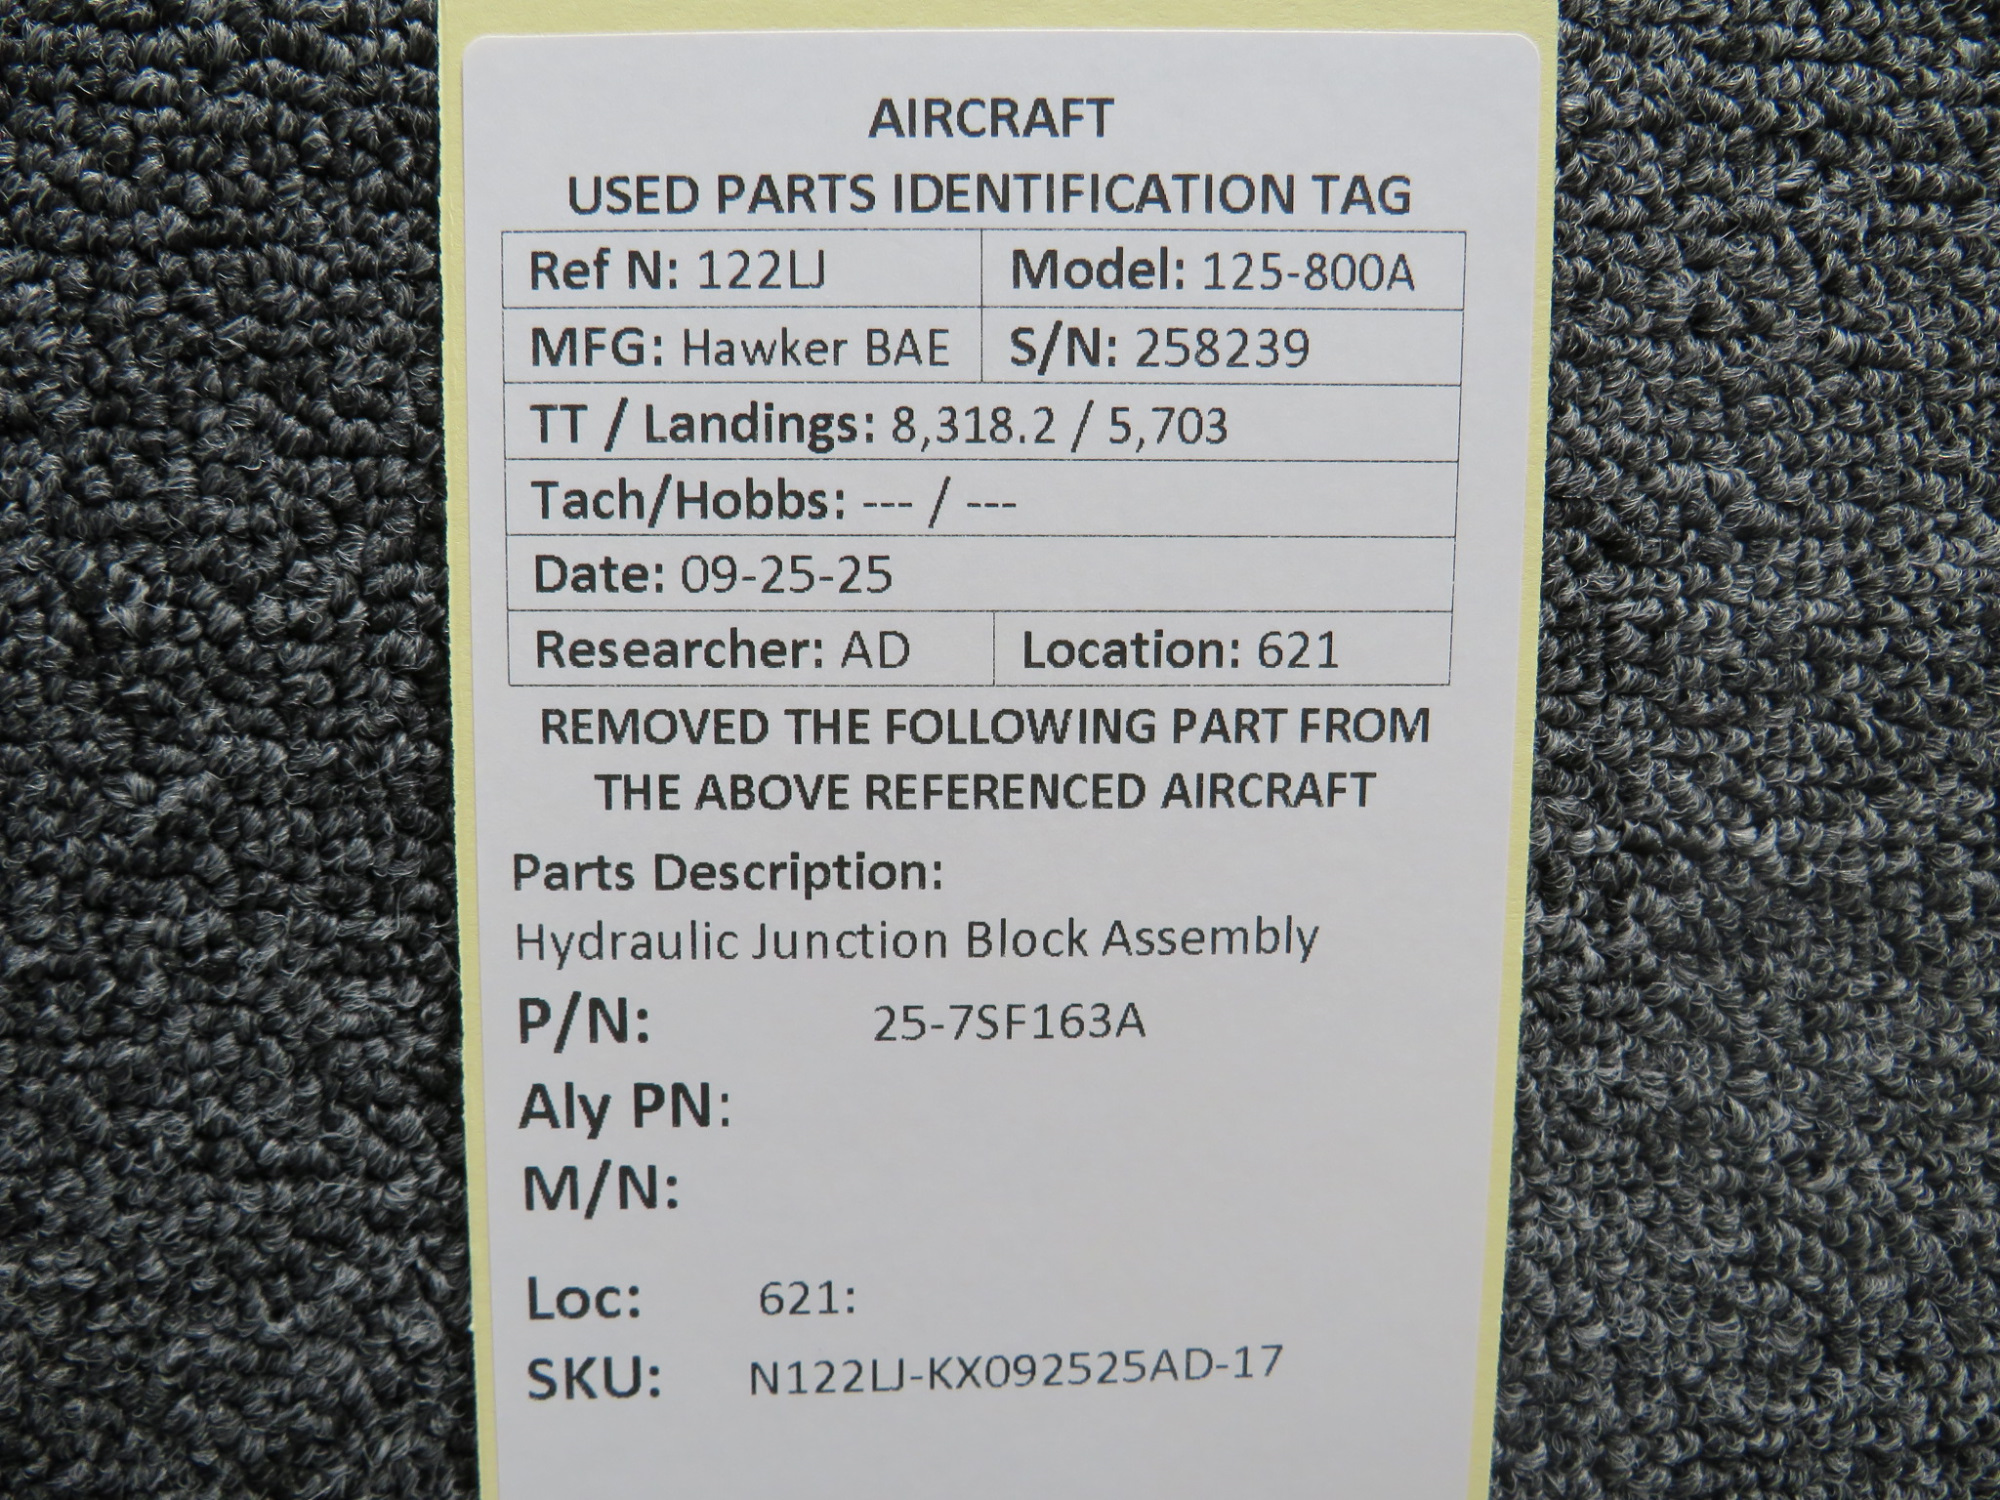 AIRCRAFT
USED PARTS IDENTIFICATION TAG
Ref N: 122LJ Model: 125-800A
MFG: Hawker BAE S/N: 258239
TT / Landings: 8,318.2 / 5,703
Tach/Hobbs: --- / ---
Date: 09-25-25
Researcher: AD Location: 621
REMOVED THE FOLLOWING PART FROM
THE ABOVE REFERENCED AIRCRAFT
Parts Description:
Hydraulic Junction Block Assembly
P/N: 25-7SF163A
Aly PN:
M/N:
Loc: 621:
SKU: N122LJ-KX092525AD-17